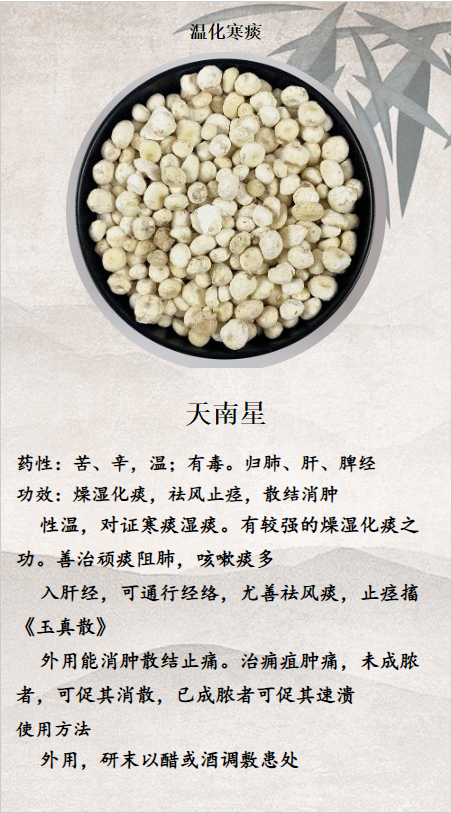 温化寒痰
天南星
药性：苦、辛，温；有毒。归肺、肝、脾经
功效：燥湿化痰，祛风止痉，散结消肿
性温，对证寒痰湿痰。有较强的燥湿化痰之
功。善治顽痰阻肺，咳嗽痰多
入肝经，可通行经络，尤善祛风痰，止痉搐
《玉真散》
外用能消肿散结止痛。治痈疽肿痛，未成脓
者，可促其消散，已成脓者可促其速溃
使用方法
外用，研末以醋或酒调敷患处